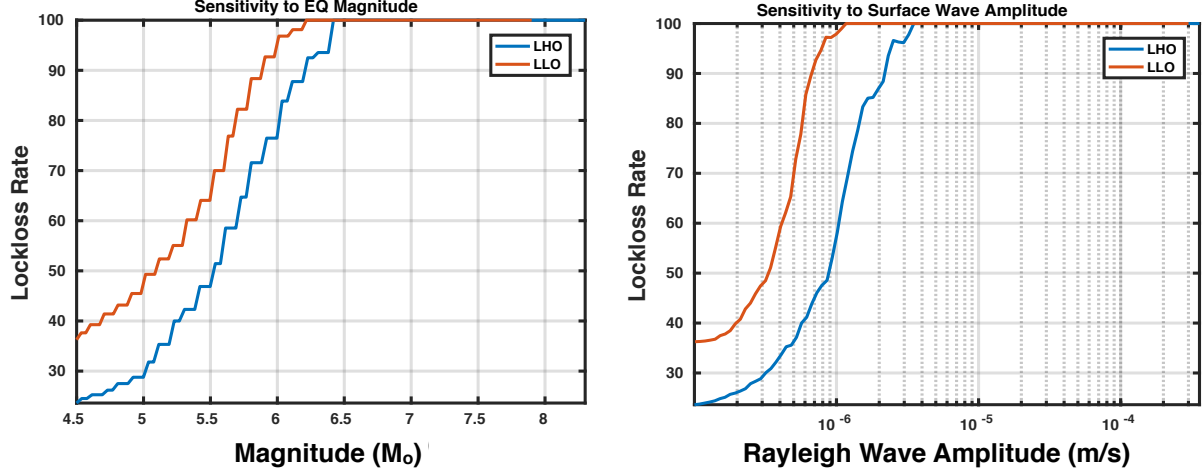 Sensitivity to EQ Magnitude
Lockloss Rate
100
90
80
70
60
50
40
30
4.5 5 5.5 6 6.5 7 7.5 8
Magnitude (Mo)
LHO
LLO
Sensitivity to Surface Wave Amplitude
Lockloss Rate
100
90
80
70
60
50
40
30
10-6 10-5 10-4
Rayleigh Wave Amplitude (m/s)
LHO
LLO